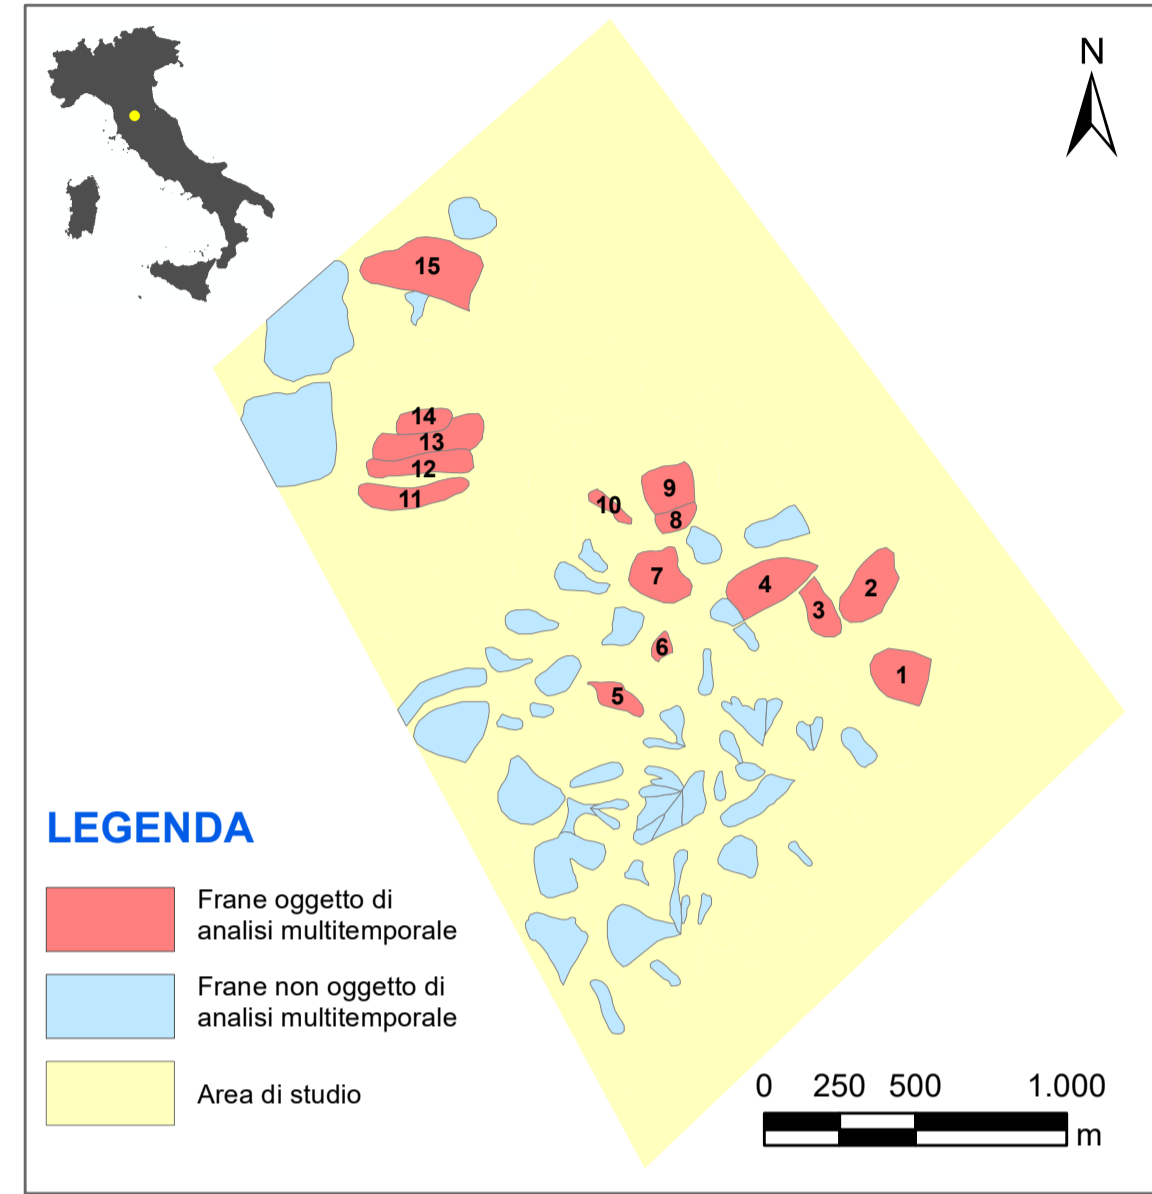 N
15
14
13
12
11
10
9
8
7
4
2
3
6
1
5
LEGENDA
Frane oggetto di
analisi multitemporale
Frane non oggetto di
analisi multitemporale
Area di studio
0 250 500 1.000
m